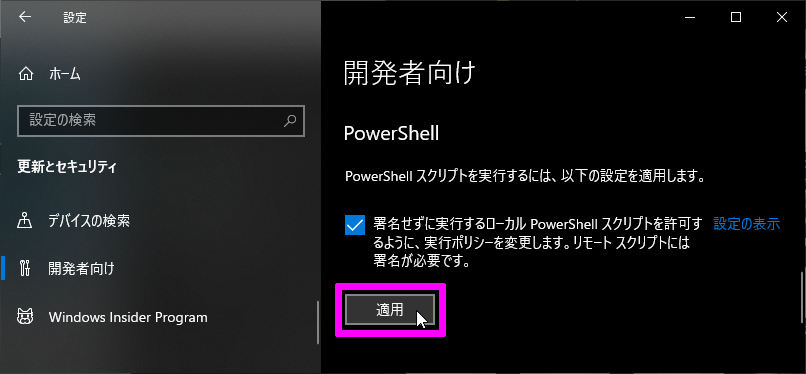 設定
ホーム
設定の検索
更新とセキュリティ
デバイスの検索
開発者向け
Windows Insider Program
開発者向け
PowerShell
PowerShell スクリプトを実行するには、以下の設定を適用します。
署名せずに実行するローカル PowerShell スクリプトを許可す 設定の表示
るように、実行ポリシーを変更します。リモート スクリプトには
署名が必要です。
適用